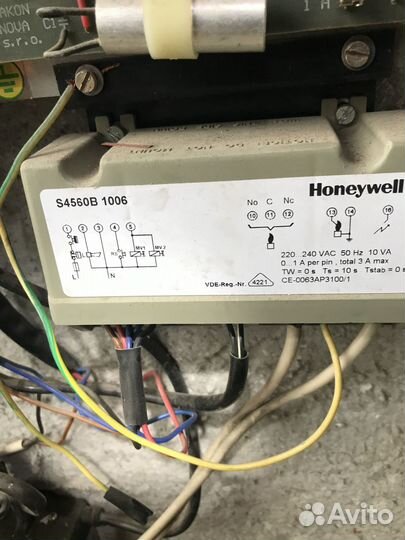 AKON
NOVA C1
s.r.o.
1 H
S4560B 1006
Honeywell
No C Nc
10 11 12
13 14 16
1 2 3 4 5
MV1 MV2
N
220...240 VAC 50 Hz 10 VA
0...1 A per pin , total 3 A max
TW = 0 s Ts = 10 s Tstab = 0 s
VDE-Reg.-Nr. 4221 CE-0063AP3100/1
Avito